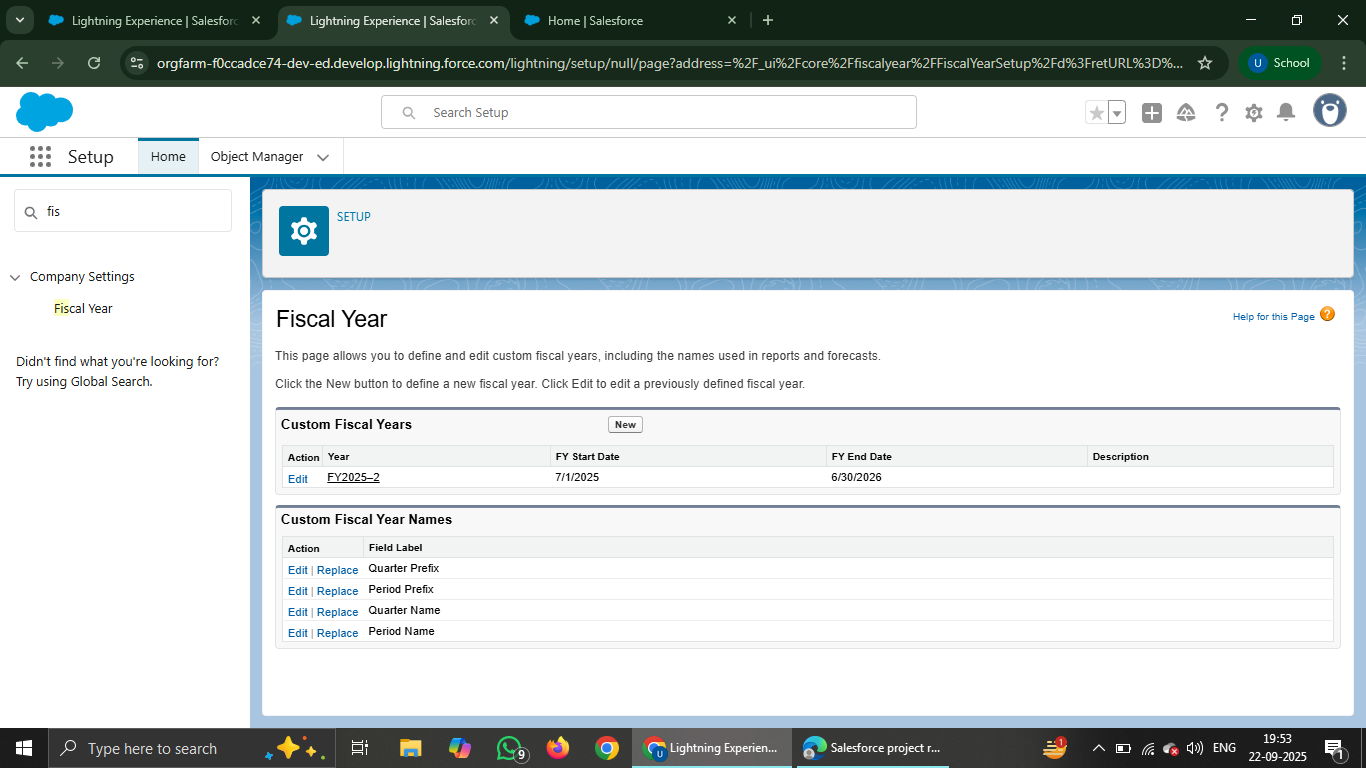 Lightning Experience | Salesforc
Lightning Experience | Salesforc
Home | Salesforce
orgfarm-f0ccadce74-dev-ed.develop.lightning.force.com/lightning/setup/null/page?address=%2F_ui%2Fcore%2Ffiscalyear%2FFiscalYearSetup%2Fd%3FretURL%3D%...
U School
Search Setup
Setup
Home
Object Manager
fis
SETUP
Company Settings
Fiscal Year
Didn't find what you're looking for?
Try using Global Search.
Fiscal Year
Help for this Page ?
This page allows you to define and edit custom fiscal years, including the names used in reports and forecasts.
Click the New button to define a new fiscal year. Click Edit to edit a previously defined fiscal year.
Custom Fiscal Years New
Action Year FY Start Date FY End Date Description
Edit FY2025–2 7/1/2025 6/30/2026
Custom Fiscal Year Names
Action Field Label
Edit | Replace Quarter Prefix
Edit | Replace Period Prefix
Edit | Replace Quarter Name
Edit | Replace Period Name
Type here to search
9
U
Lightning Experien...
Salesforce project r...
1
ENG
19:53
22-09-2025
1